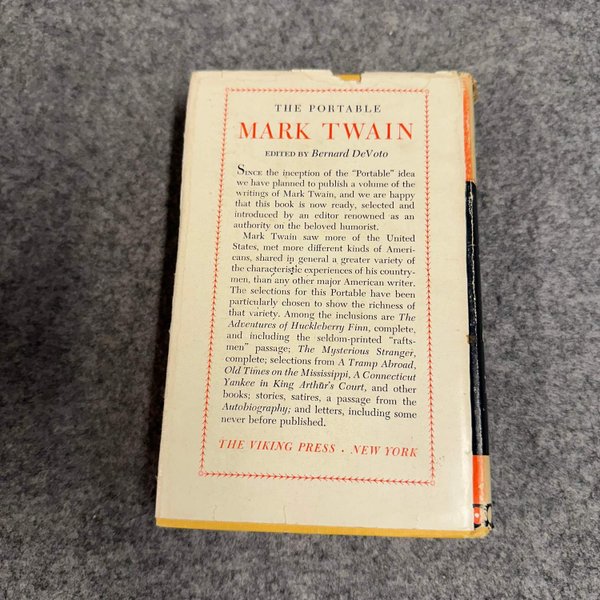 THE PORTABLE
MARK TWAIN
EDITED BY Bernard DeVoto
SINCE the inception of the "Portable" idea
we have planned to publish a volume of the
writings of Mark Twain, and we are happy
that this book is now ready, selected and
introduced by an editor renowned as an
authority on the beloved humorist.
Mark Twain saw more of the United
States, met more different kinds of Ameri-
cans, shared in general a greater variety of
the characteristic experiences of his country-
men, than any other major American writer.
The selections for this Portable have been
particularly chosen to show the richness of
that variety. Among the inclusions are The
Adventures of Huckleberry Finn, complete,
and including the seldom-printed "rafts-
men" passage; The Mysterious Stranger,
complete; selections from A Tramp Abroad,
Old Times on the Mississippi, A Connecticut
Yankee in King Arthur's Court, and other
books; stories, satires, a passage from the
Autobiography; and letters, including some
never before published.
THE VIKING PRESS · NEW YORK